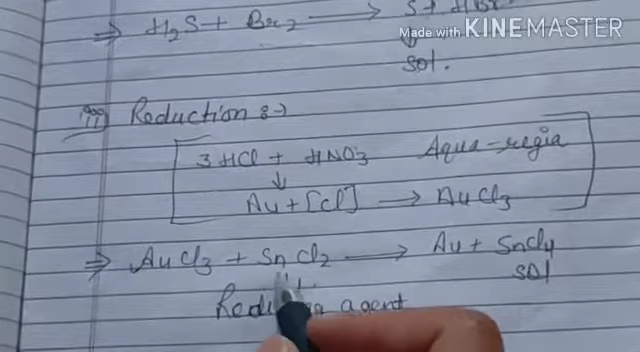 ⇒ H₂S + Br₂ ⟶ S + HBr
Made with KINEMASTER
↓
Sol.
iii) Reduction :→
3HCl + HNO₃ Aqua-regia
↓
Au + [Cl] ⟶ AuCl₃
⇒ AuCl₃ + SnCl₂ ⟶ Au + SnCl₄
Sol
agent